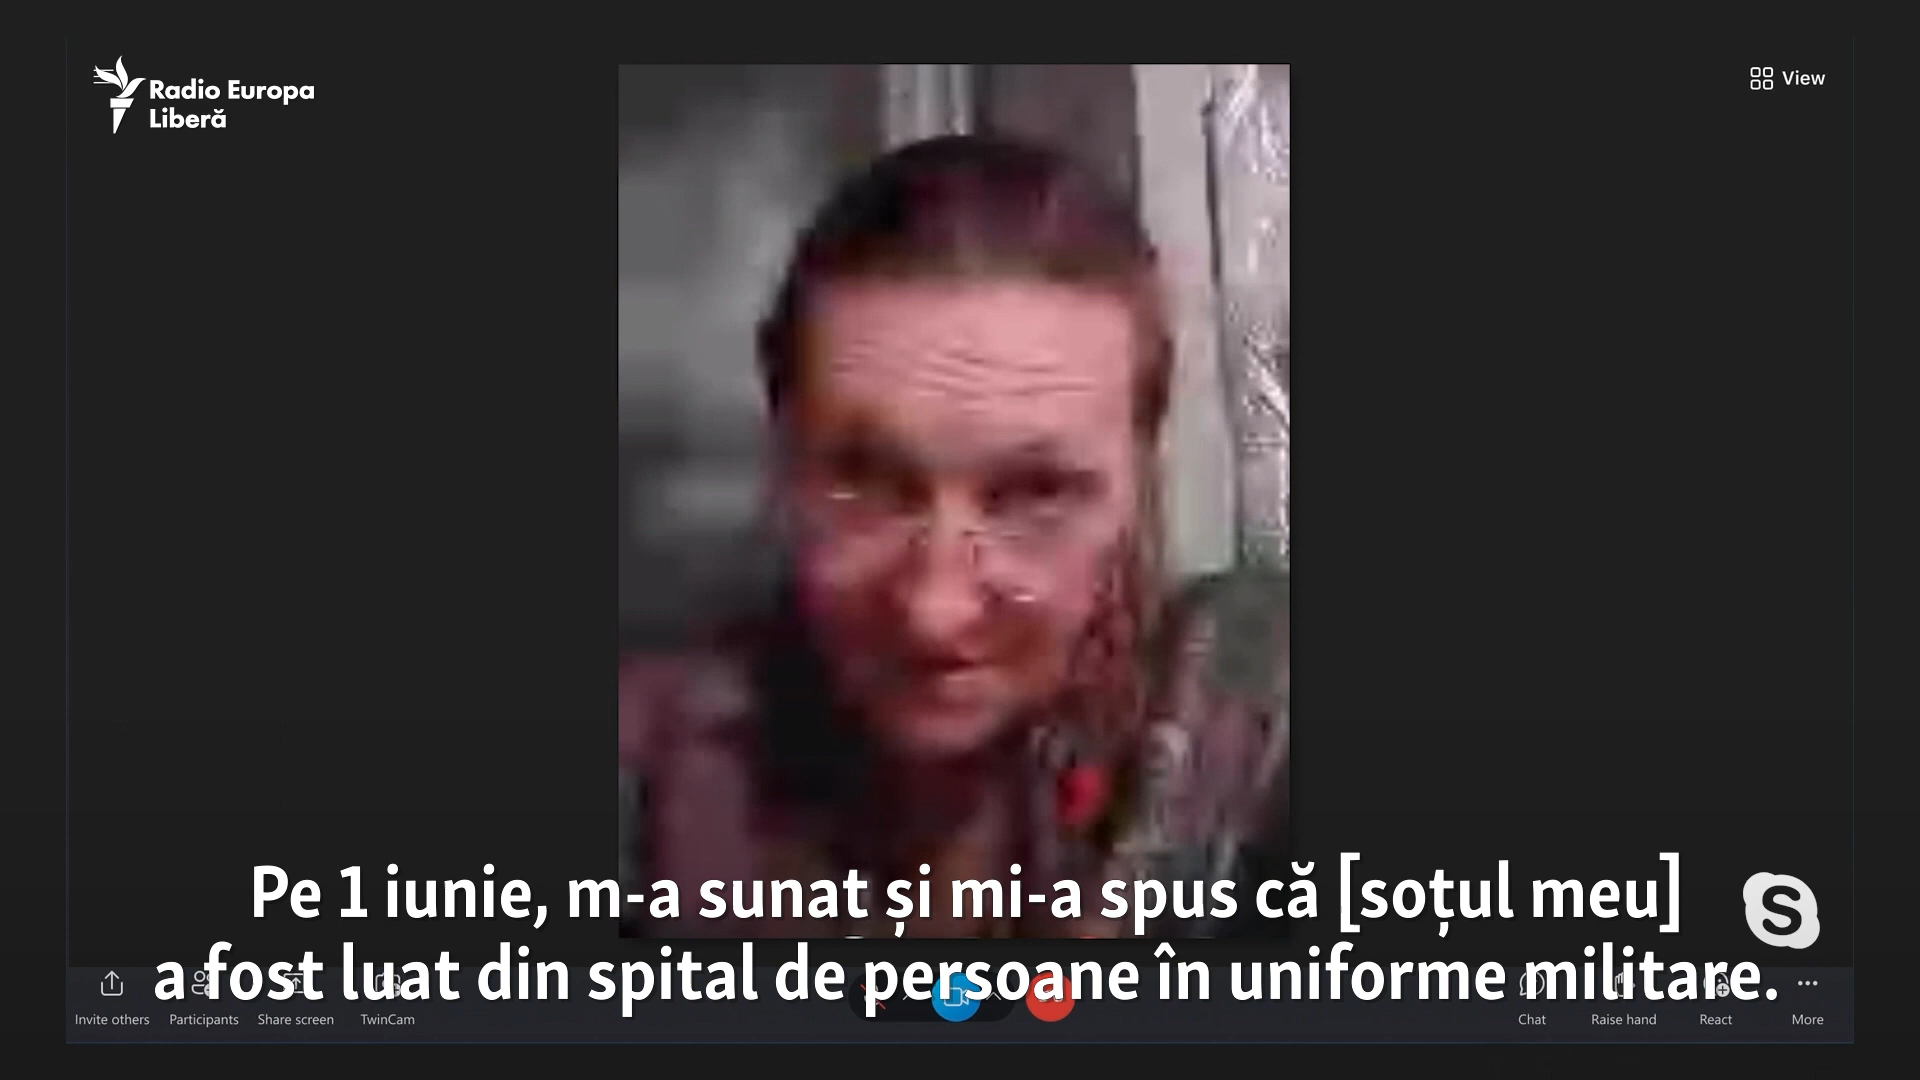 Radio Europa
Liberă
View
Pe 1 iunie, m-a sunat și mi-a spus că [soțul meu]
a fost luat din spital de persoane în uniforme militare.
Invite others
Participants
Share screen
TwinCam
Chat
Raise hand
React
More